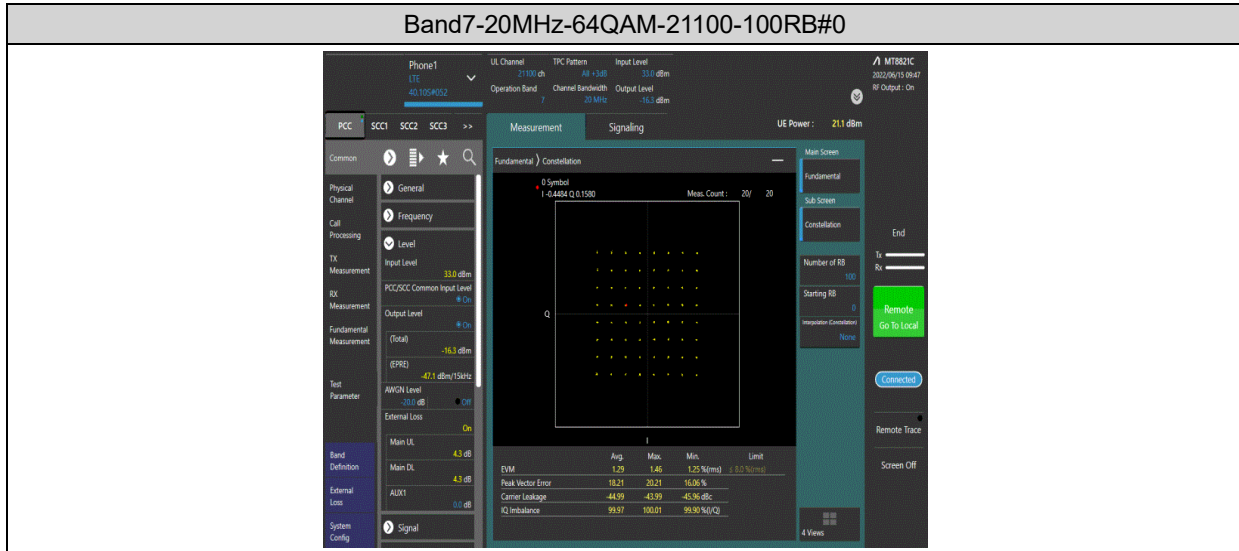 Band7-20MHz-64QAM-21100-100RB#0
Phone1
LTE
40.10S#052
UL Channel TPC Pattern Input Level
21100 ch All +3dB 33.0 dBm
Operation Band Channel Bandwidth Output Level
7 20 MHz -16.3 dBm
MT8821C
2022/06/15 09:47
RF Output : On
PCC SCC1 SCC2 SCC3 >>
Measurement Signaling
UE Power : 21.1 dBm
Common
Physical
Channel
Call
Processing
TX
Measurement
RX
Measurement
Fundamental
Measurement
Test
Parameter
Band
Definition
External
Loss
System
Config
General
Frequency
Level
Input Level
33.0 dBm
PCC/SCC Common Input Level
On
Output Level
On
(Total)
-16.3 dBm
(EPRE)
-47.1 dBm/15kHz
AWGN Level
-20.0 dB Off
External Loss
On
Main UL
4.3 dB
Main DL
4.3 dB
AUX1
0.0 dB
Signal
Fundamental Constellation
0 Symbol
I -0.4484 Q 0.1580 Meas. Count : 20/ 20
Q
I
Avg. Max. Min. Limit
EVM 1.29 1.46 1.25 %(rms) ≤ 8.0 %(rms)
Peak Vector Error 18.21 20.21 16.06 %
Carrier Leakage -44.99 -43.99 -45.96 dBc
IQ Imbalance 99.97 100.01 99.90 %(I/Q)
Main Screen
Fundamental
Sub Screen
Constellation
Number of RB
100
Starting RB
0
Interpolation (Constellation)
None
4 Views
End
Tx
Rx
Remote
Go To Local
Connected
Remote Trace
Screen Off